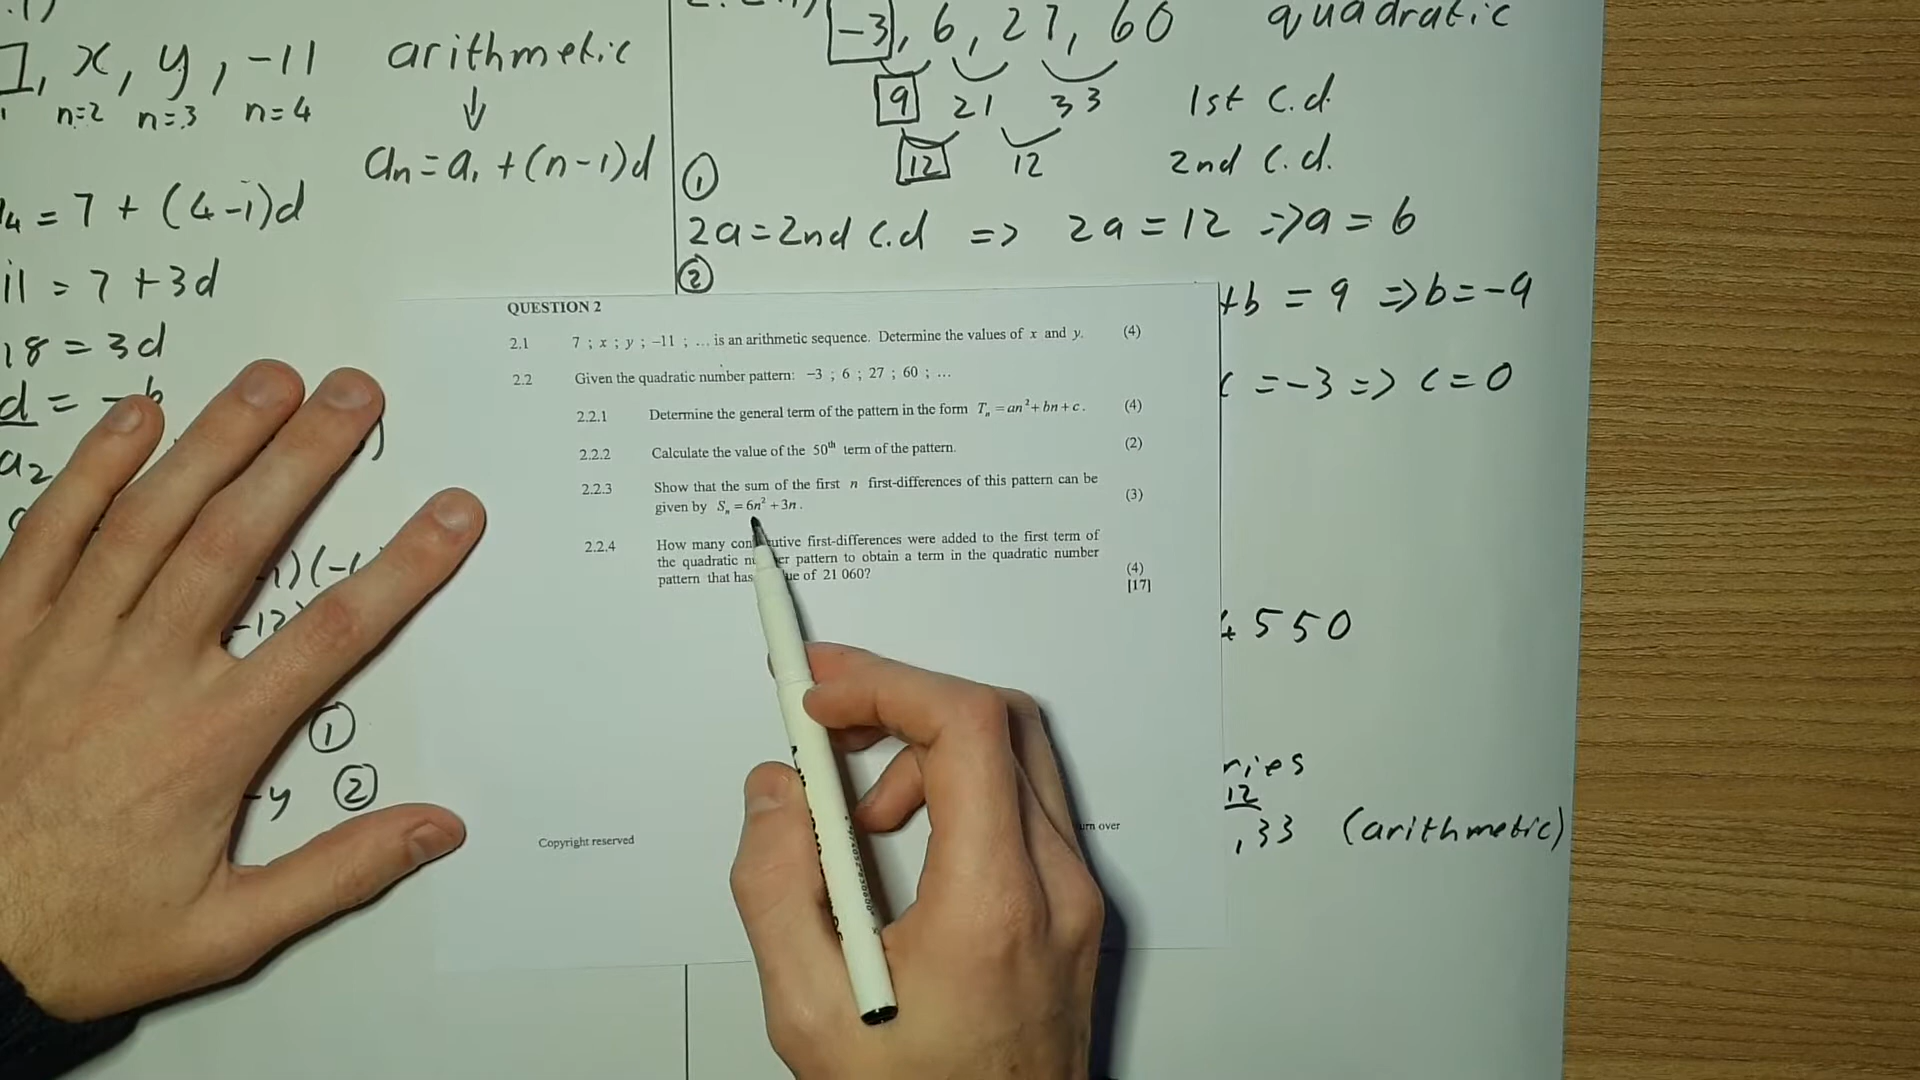 x, y, -11 arithmetic
n=2 n=3 n=4
an = a1 + (n-1)d
4 = 7 + (4-1)d
11 = 7 + 3d
18 = 3d
d = -6
a2
-12)
①
-y ②
-3, 6, 27, 60 quadratic
9 21 33 1st C.d.
12 12 2nd C.d.
①
2a = 2nd C.d => 2a = 12 => a = 6
②
+b = 9 => b = -9
c = -3 => c = 0
QUESTION 2
2.1 7 ; x ; y ; −11 ; … is an arithmetic sequence. Determine the values of x and y. (4)
2.2 Given the quadratic number pattern: −3 ; 6 ; 27 ; 60 ; …
2.2.1 Determine the general term of the pattern in the form Tn = an² + bn + c. (4)
2.2.2 Calculate the value of the 50th term of the pattern. (2)
2.2.3 Show that the sum of the first n first-differences of this pattern can be
given by Sn = 6n² + 3n. (3)
2.2.4 How many first-differences were added to the first term of
the quadratic pattern to obtain a term in the quadratic number
pattern that has of 21 060? (4)
[17]
Copyright reserved
over
4550
12
,33 (arithmetic)